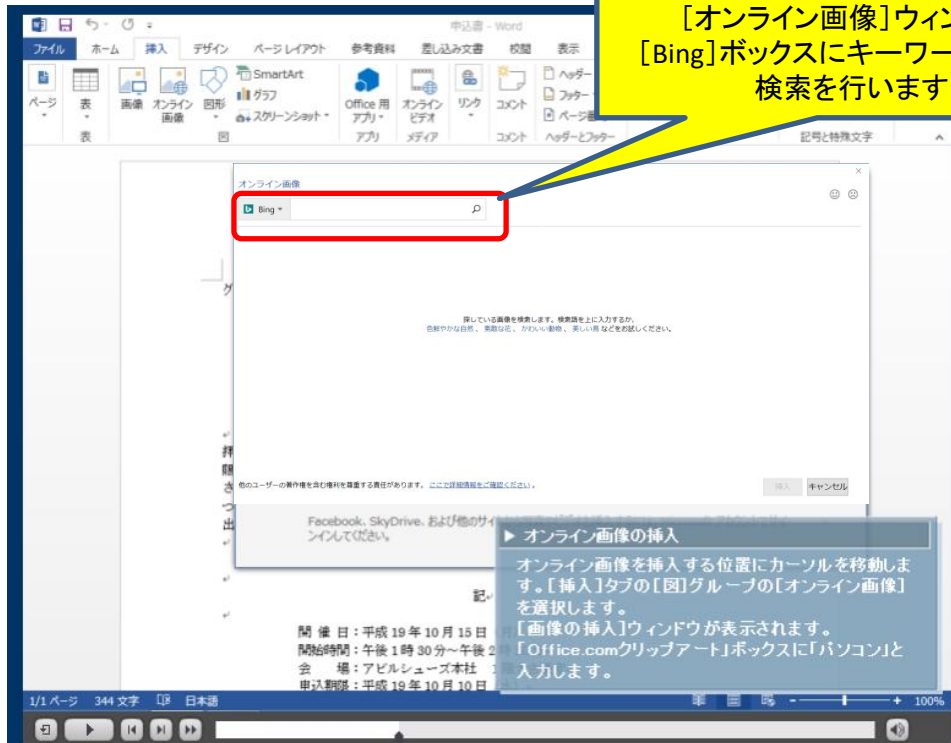 申込書 - Word
[オンライン画像]ウィン
[Bing]ボックスにキーワー
検索を行います
ファイル ホーム 挿入 デザイン ページ レイアウト 参考資料 差し込み文書 校閲 表示
ページ
表
画像
オンライン
画像
図形
SmartArt
グラフ
スクリーンショット
Office 用
アプリ
オンライン
ビデオ
リンク
コメント
ヘッダー
フッター
ページ番
表 図 アプリ メディア コメント ヘッダーとフッター 記号と特殊文字
オンライン画像
Bing
グ
探している画像を検索します。検索語を上に入力するか、
色鮮やかな自然 、 素敵な花 、 かわいい動物 、 美しい鳥 などをお試しください。
拝
き
つ
出
他のユーザーの著作権を含む権利を尊重する責任があります。 ここで詳細情報をご確認ください 。
挿入 キャンセル
Facebook、SkyDrive、および他のサイ
ンインしてください。
▶ オンライン画像の挿入
オンライン画像を挿入する位置にカーソルを移動しま
す。[挿入]タブの[図]グループの[オンライン画像]
を選択します。
[画像の挿入]ウィンドウが表示されます。
「Office.comクリップアート」ボックスに「パソコン」と
入力します。
記
開 催 日:平成 19 年 10 月 15 日
開始時間:午後 1 時 30 分~午後 2
会 場:アビルシューズ本社 1
申込期限:平成 19 年 10 月 10 日
1/1 ページ 344 文字 日本語 100%